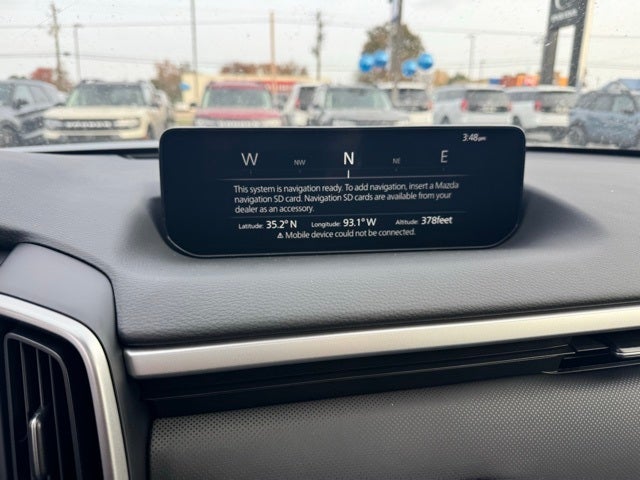 3:48 pm
W NW N NE E
This system is navigation ready. To add navigation, insert a Mazda
navigation SD card. Navigation SD cards are available from your
dealer as an accessory.
Latitude: 35.2° N Longitude: 93.1° W Altitude: 378feet
⚠ Mobile device could not be connected.